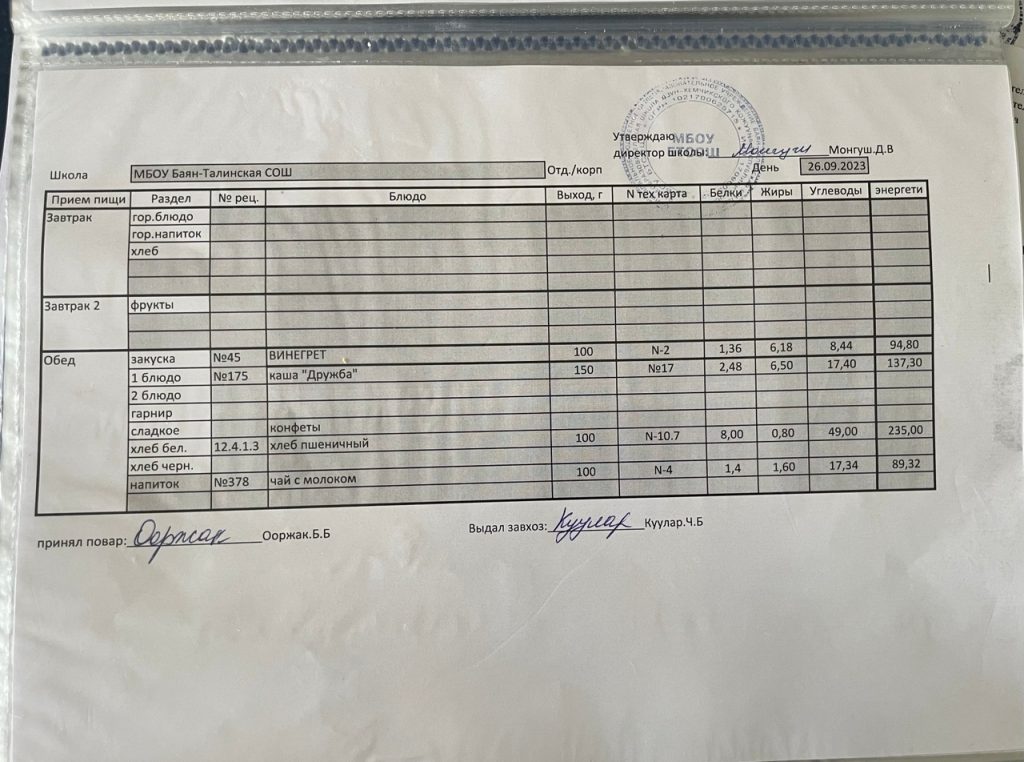 Утверждаю
директор школы: Монгуш Монгуш.Д.В
МБОУ
БТСОШ
Школа МБОУ Баян-Талинская СОШ Отд./корп День 26.09.2023
Прием пищи Раздел № рец. Блюдо Выход, г N тех карта Белки Жиры Углеводы энергети
Завтрак гор.блюдо
гор.напиток
хлеб
Завтрак 2 фрукты
Обед закуска №45 ВИНЕГРЕТ 100 N-2 1,36 6,18 8,44 94,80
1 блюдо №175 каша "Дружба" 150 №17 2,48 6,50 17,40 137,30
2 блюдо
гарнир
сладкое конфеты
хлеб бел. 12.4.1.3 хлеб пшеничный 100 N-10.7 8,00 0,80 49,00 235,00
хлеб черн.
напиток №378 чай с молоком 100 N-4 1,4 1,60 17,34 89,32
принял повар: Ооржак Ооржак.Б.Б Выдал завхоз: Куулар Куулар.Ч.Б